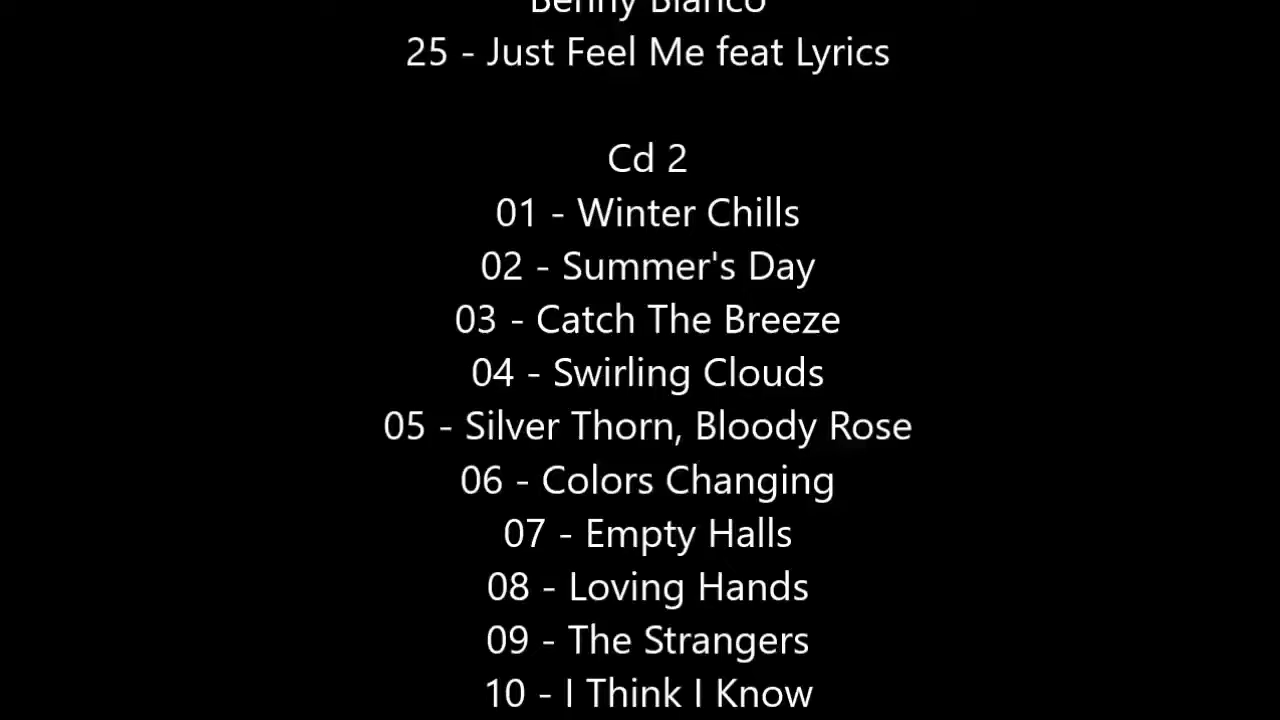 Benny Blanco
25 - Just Feel Me feat Lyrics
Cd 2
01 - Winter Chills
02 - Summer's Day
03 - Catch The Breeze
04 - Swirling Clouds
05 - Silver Thorn, Bloody Rose
06 - Colors Changing
07 - Empty Halls
08 - Loving Hands
09 - The Strangers
10 - I Think I Know